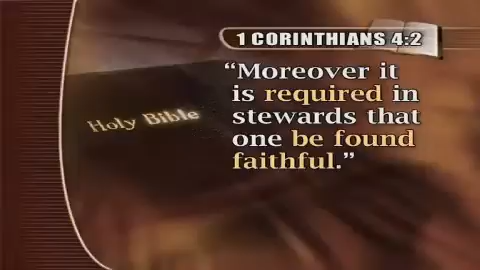 1 CORINTHIANS 4:2
“Moreover it
is required in
stewards that
one be found
faithful.”
Holy Bible